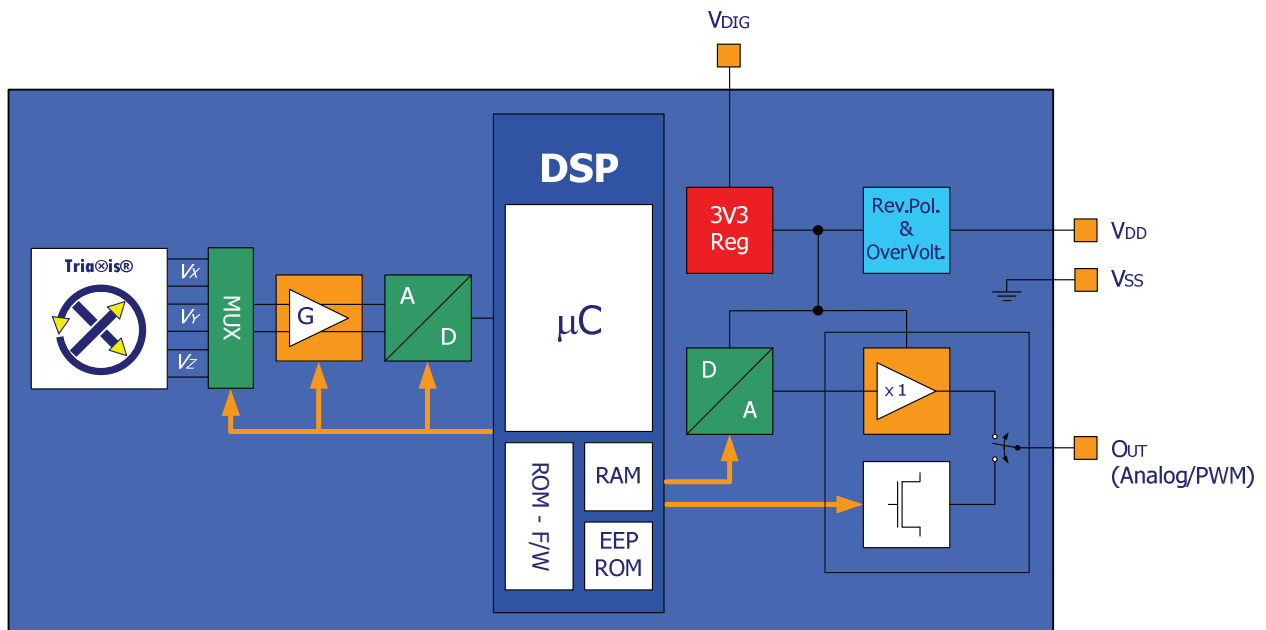 VDIG
DSP
3V3
Reg
Rev.Pol.
&
OverVolt.
VDD
VSS
Tria⊗is®
VX
VY
VZ
MUX
G
A
D
µC
D
A
x 1
OUT
(Analog/PWM)
ROM - F/W
RAM
EEP
ROM